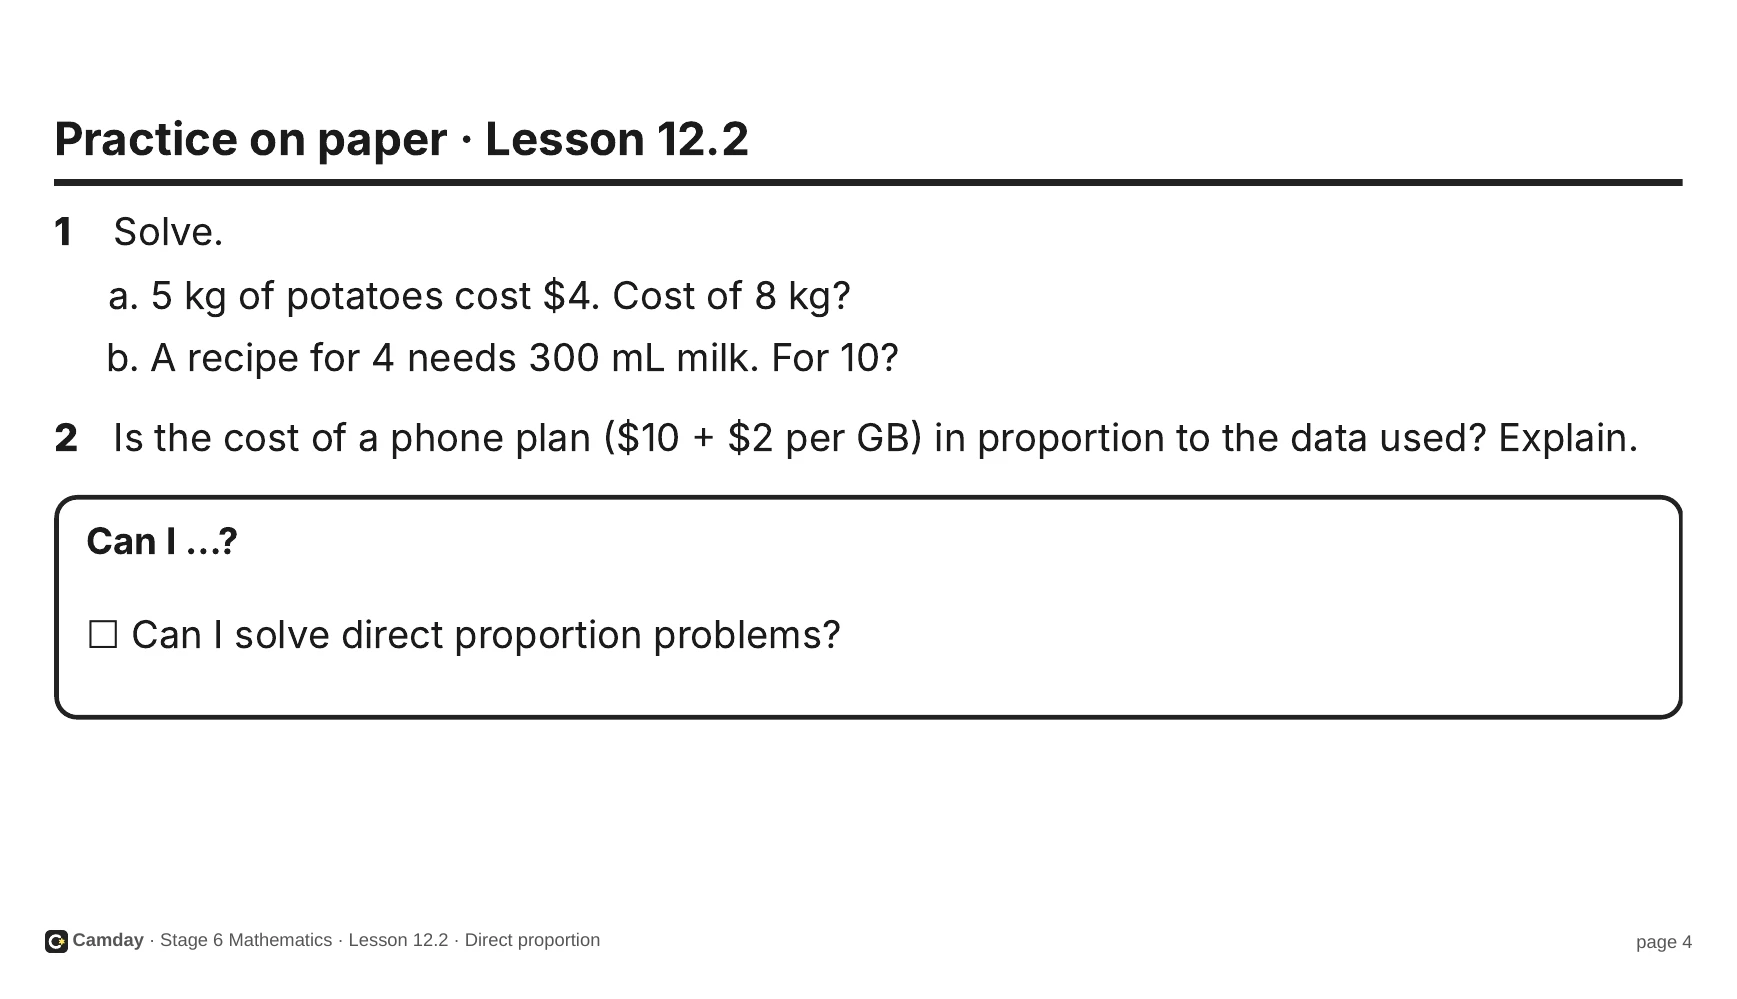 Practice on paper · Lesson 12.2
1 Solve.
a. 5 kg of potatoes cost $4. Cost of 8 kg?
b. A recipe for 4 needs 300 mL milk. For 10?
2 Is the cost of a phone plan ($10 + $2 per GB) in proportion to the data used? Explain.
Can I …?
☐ Can I solve direct proportion problems?
Camday · Stage 6 Mathematics · Lesson 12.2 · Direct proportion
page 4